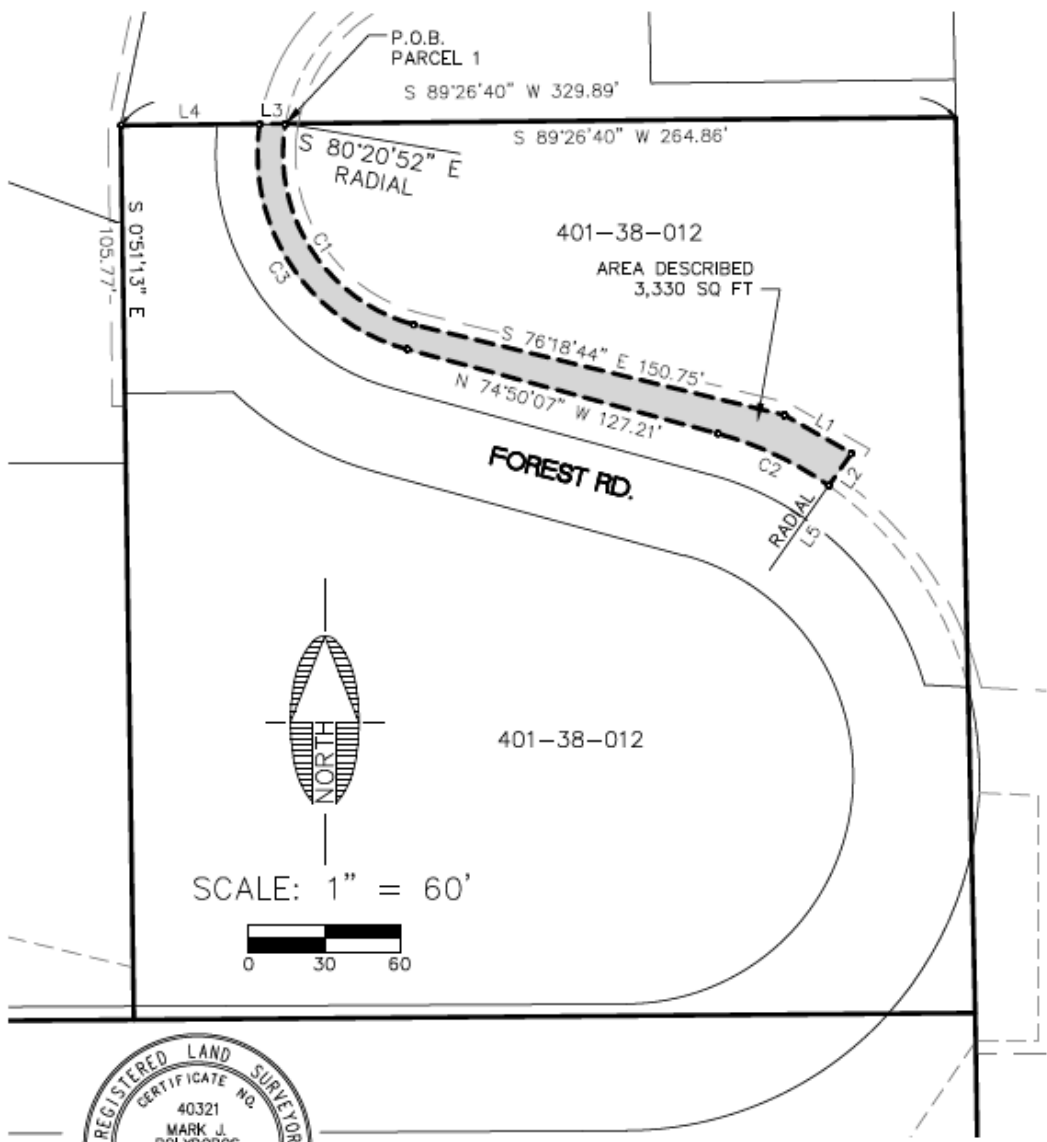 P.O.B.
PARCEL 1
S 89°26'40" W 329.89'
L4
L3
S 89°26'40" W 264.86'
S 80°20'52" E
RADIAL
S 0°51'13" E
105.77'
401-38-012
AREA DESCRIBED
3,330 SQ FT
C1
C3
S 76°18'44" E 150.75'
N 74°50'07" W 127.21'
L1
C2
L2
FOREST RD.
RADIAL
L5
NORTH
401-38-012
SCALE: 1" = 60'
0 30 60
REGISTERED LAND SURVEYOR
CERTIFICATE NO.
40321
MARK J.